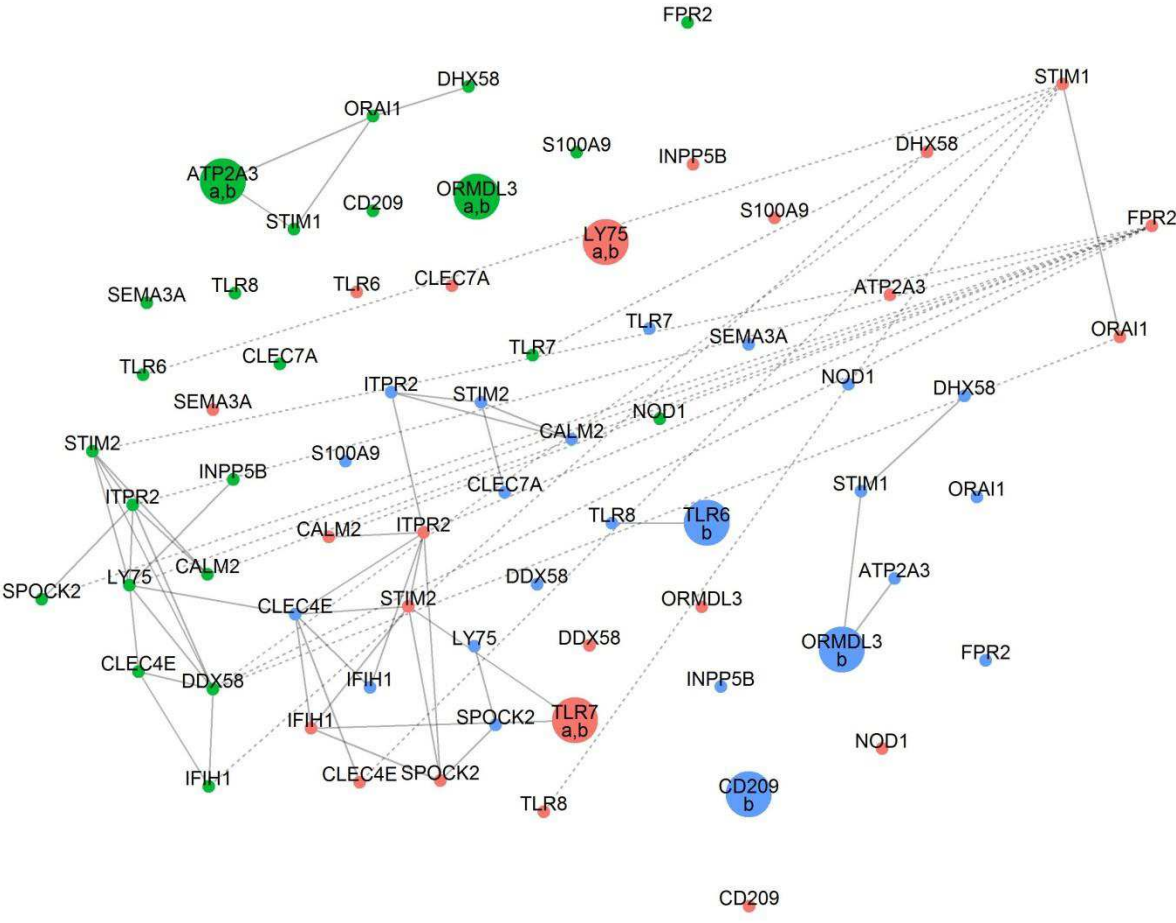 FPR2
STIM1
DHX58
ORAI1
S100A9
INPP5B
DHX58
ATP2A3
a,b
ORMDL3
a,b
CD209
STIM1
S100A9
FPR2
LY75
a,b
SEMA3A
TLR8
TLR6
CLEC7A
ATP2A3
TLR7
ORAI1
SEMA3A
TLR6
CLEC7A
TLR7
ITPR2
STIM2
NOD1
DHX58
SEMA3A
NOD1
CALM2
STIM2
INPP5B
S100A9
CLEC7A
STIM1
ORAI1
ITPR2
CALM2
ITPR2
TLR8
TLR6
b
SPOCK2
LY75
CALM2
DDX58
ATP2A3
CLEC4E
STIM2
ORMDL3
LY75
DDX58
ORMDL3
b
FPR2
CLEC4E
DDX58
IFIH1
INPP5B
IFIH1
SPOCK2
TLR7
a,b
NOD1
IFIH1
CLEC4E
SPOCK2
TLR8
CD209
b
CD209